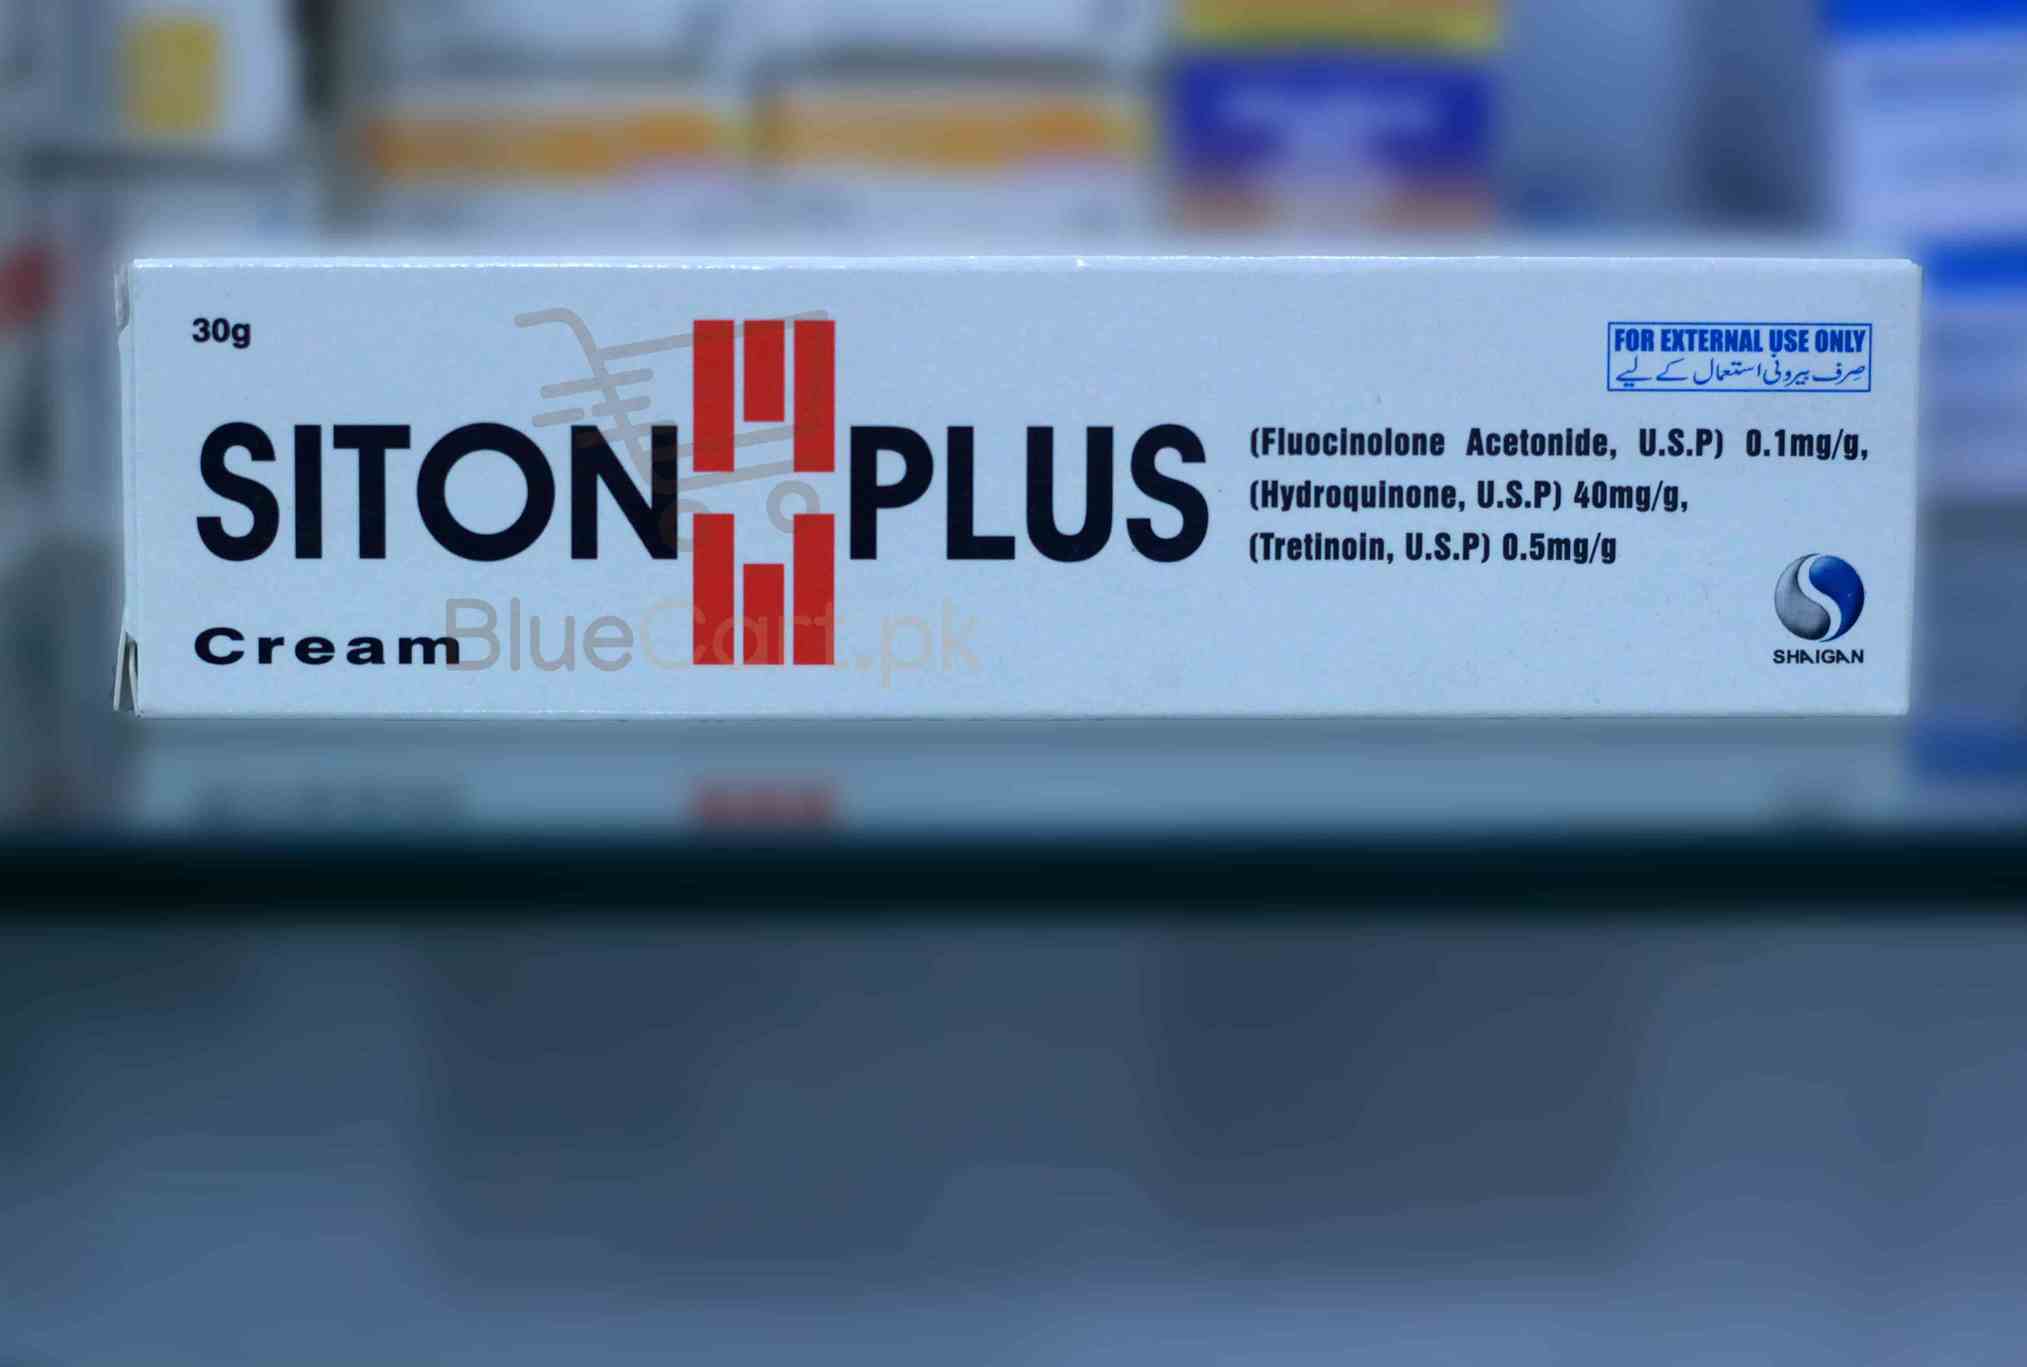 30g
FOR EXTERNAL USE ONLY
صرف بیرونی استعمال کے لیے
SITON PLUS
(Fluocinolone Acetonide, U.S.P) 0.1mg/g,
(Hydroquinone, U.S.P) 40mg/g,
(Tretinoin, U.S.P) 0.5mg/g
Cream
BlueCart.pk
SHAIGAN